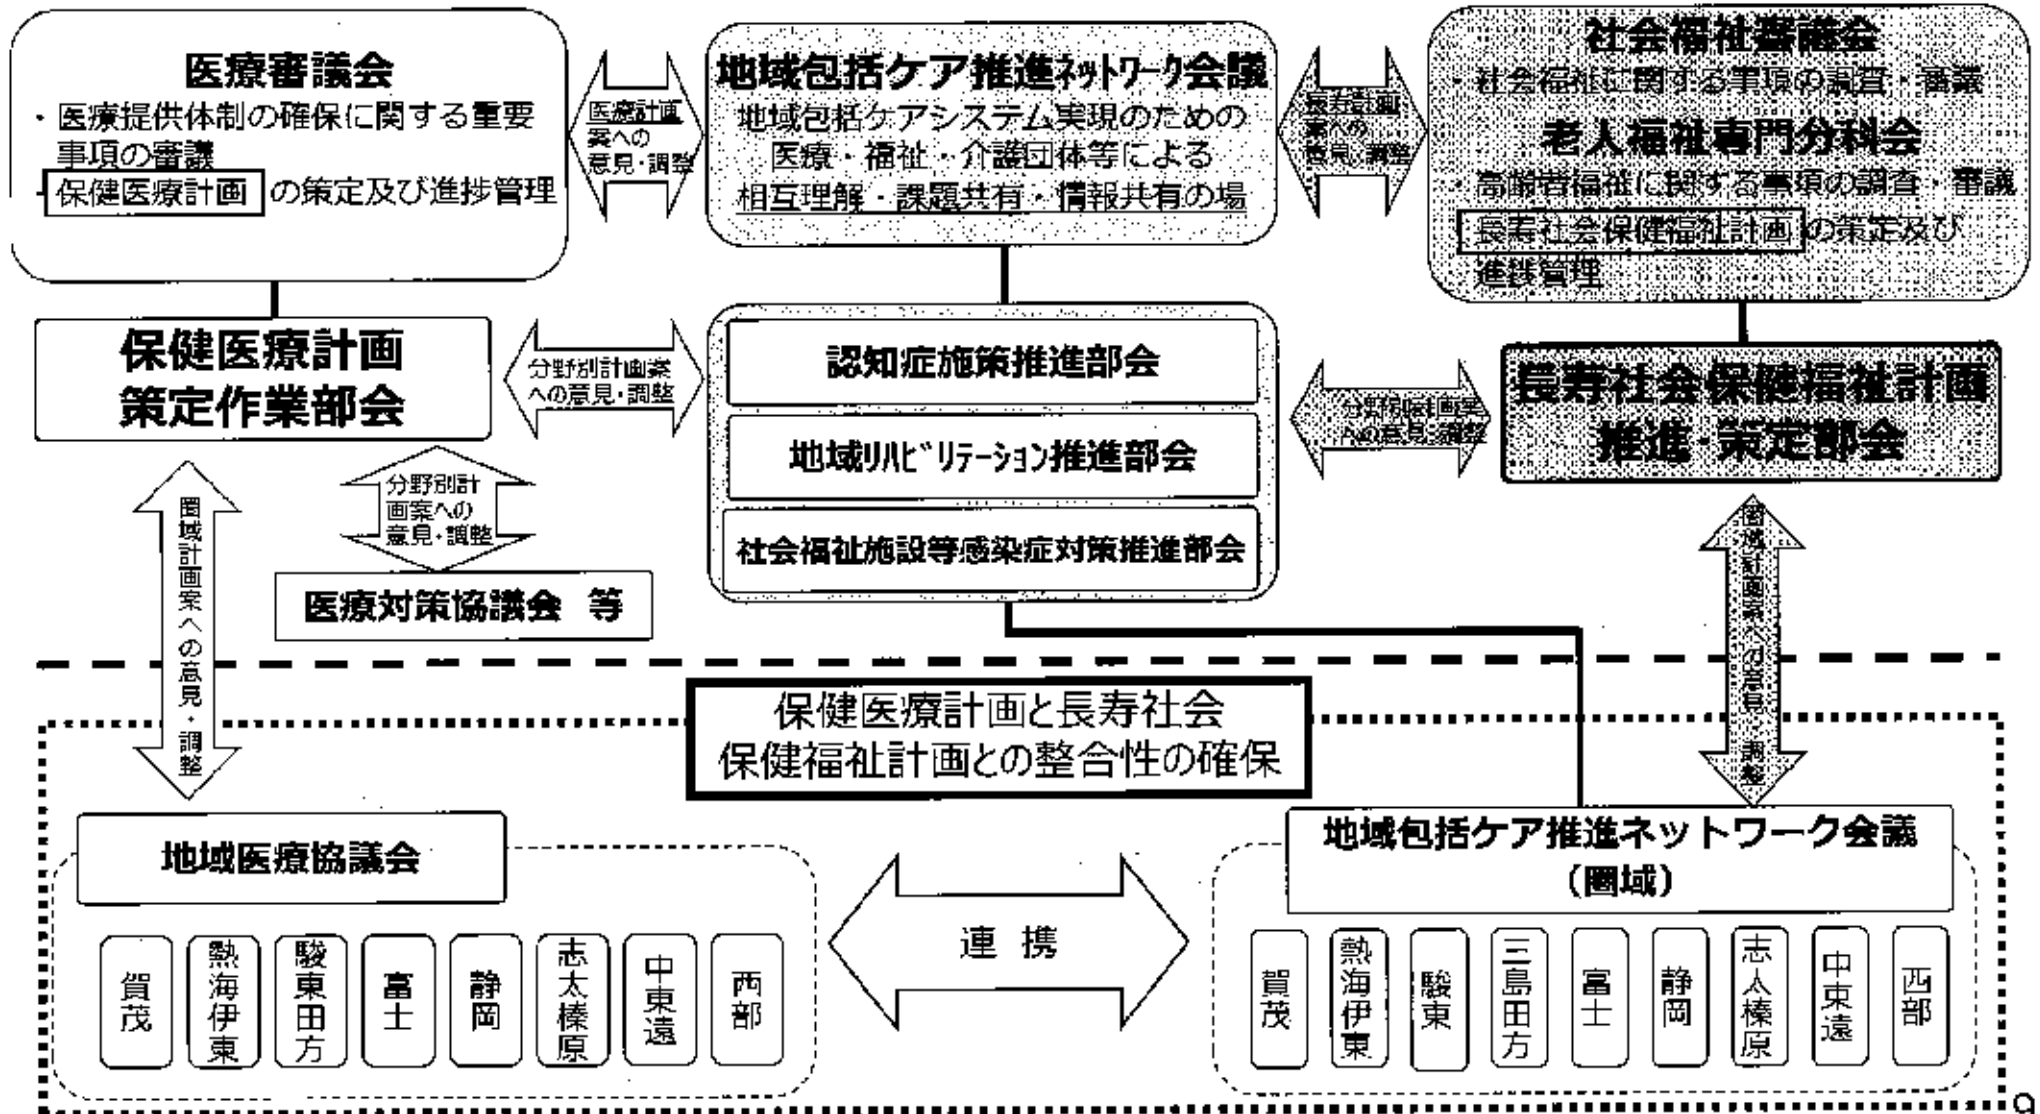 医療審議会
・医療提供体制の確保に関する重要
事項の審議
・保健医療計画 の策定及び進捗管理
医療計画
案への
意見・調整
地域包括ケア推進ﾈｯﾄﾜｰｸ会議
地域包括ケアシステム実現のための
医療・福祉・介護団体等による
相互理解・課題共有・情報共有の場
長寿計画
案への
意見・調整
社会福祉審議会
・社会福祉に関する事項の調査・審議
老人福祉専門分科会
・高齢者福祉に関する事項の調査・審議
長寿社会保健福祉計画 の策定及び
進捗管理
保健医療計画
策定作業部会
分野別計画案
への意見・調整
認知症施策推進部会
地域ﾘﾊﾋﾞﾘﾃｰｼｮﾝ推進部会
社会福祉施設等感染症対策推進部会
分野別計画案
への意見・調整
長寿社会保健福祉計画
推進・策定部会
圏域計画案への意見・調整
分野別計
画案への
意見・調整
医療対策協議会 等
圏域計画案への意見・調整
保健医療計画と長寿社会
保健福祉計画との整合性の確保
地域医療協議会
賀茂
熱海伊東
駿東田方
富士
静岡
志太榛原
中東遠
西部
連 携
地域包括ケア推進ネットワーク会議
（圏域）
賀茂
熱海伊東
駿東
三島田方
富士
静岡
志太榛原
中東遠
西部
9